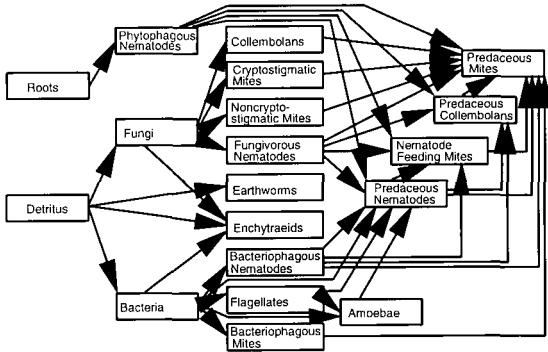 Phytophagous
Nematodes
Collembolans
Predaceous
Mites
Cryptostigmatic
Mites
Roots
Predaceous
Collembolans
Noncrypto-
stigmatic Mites
Fungi
Fungivorous
Nematodes
Nematode
Feeding Mites
Earthworms
Predaceous
Nematodes
Detritus
Enchytraeids
Bacteriophagous
Nematodes
Bacteria
Flagellates
Amoebae
Bacteriophagous
Mites